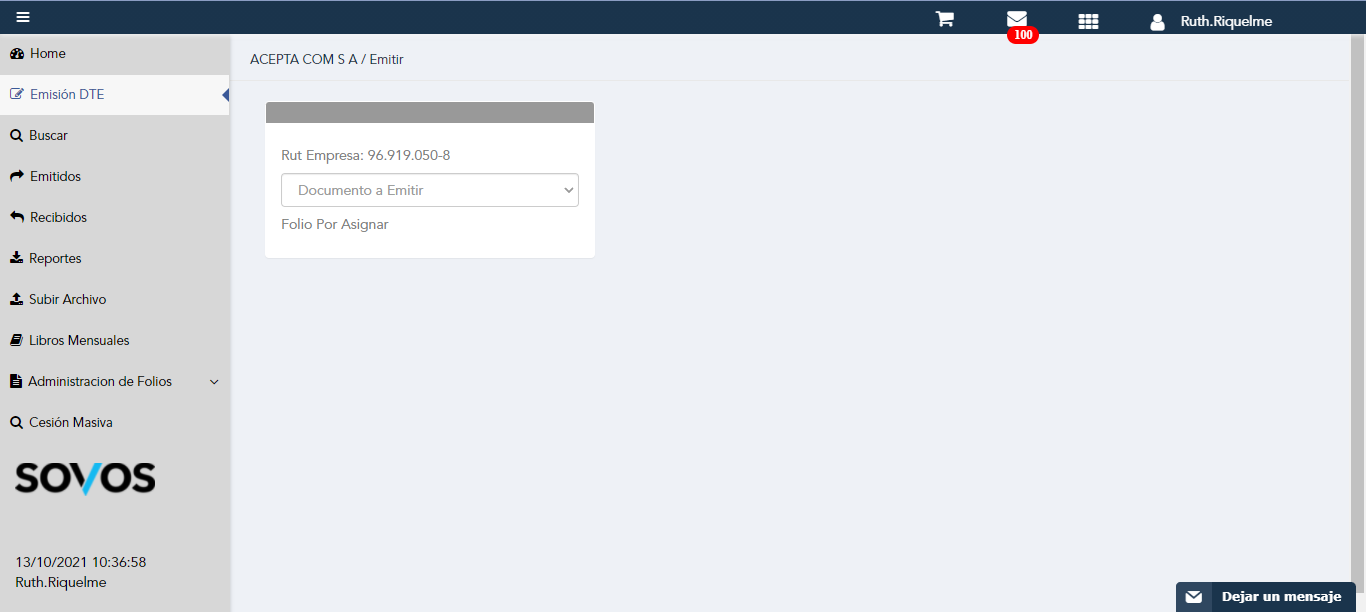 100
Ruth.Riquelme
Home
Emisión DTE
Buscar
Emitidos
Recibidos
Reportes
Subir Archivo
Libros Mensuales
Administracion de Folios
Cesión Masiva
SOVOS
13/10/2021 10:36:58
Ruth.Riquelme
ACEPTA COM S A / Emitir
Rut Empresa: 96.919.050-8
Documento a Emitir
Folio Por Asignar
Dejar un mensaje